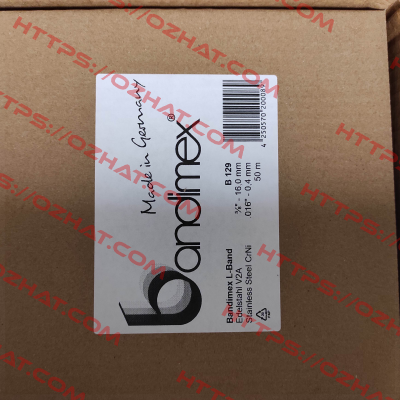 Made in Germany
bandimex®
Bandimex L-Band
Edelstahl V2A
Stainless Steel CrNi
B 129
⅝" - 16,0 mm
016" - 0.4 mm
50 m
HTTPS://OZHAT.COM
HTTPS://OZHAT.COM
HTTPS://OZHAT.COM
HTTPS://OZHAT.COM